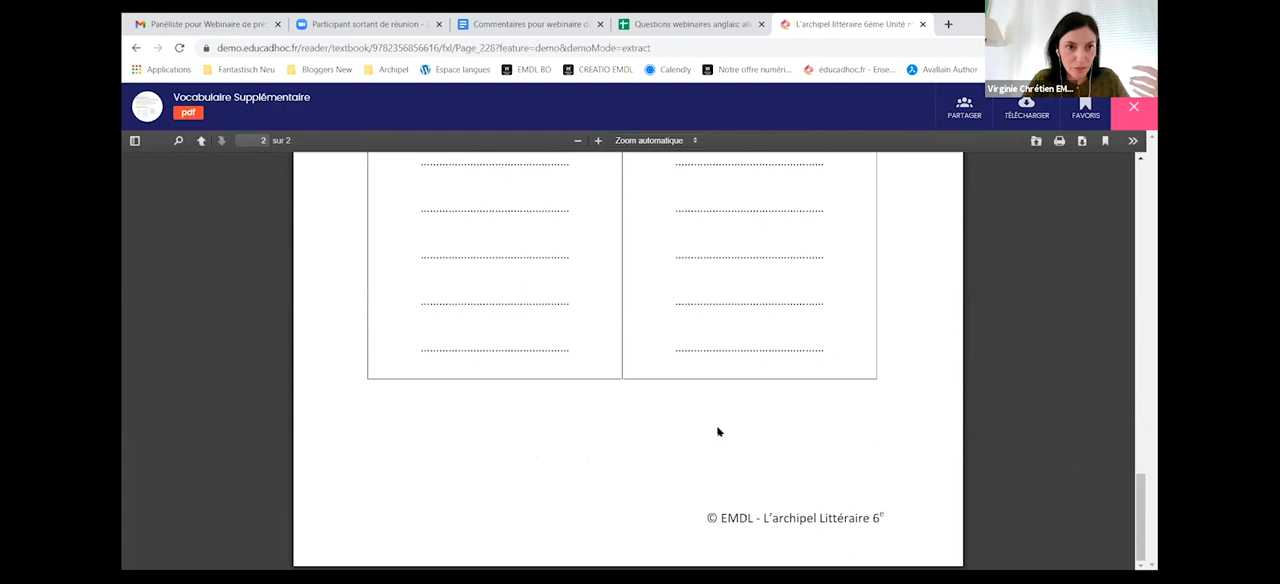 Panéliste pour Webinaire de pré
Participant sortant de réunion - 2
Commentaires pour webinaire d
Questions webinaires anglais: alle
L'archipel littéraire 6ème Unité m
demo.educadhoc.fr/reader/textbook/9782356856616/fxl/Page_228?feature=demo&demoMode=extract
Applications
Fantastisch Neu
Bloggers New
Archipel
Espace langues
EMDL BO
CREATIO EMDL
Calendly
Notre offre numéri...
éducadhoc.fr - Ense...
Avallain Author
Virginie Chrétien EM...
Vocabulaire Supplémentaire
pdf
PARTAGER
TÉLÉCHARGER
FAVORIS
2 sur 2
Zoom automatique
© EMDL - L'archipel Littéraire 6e